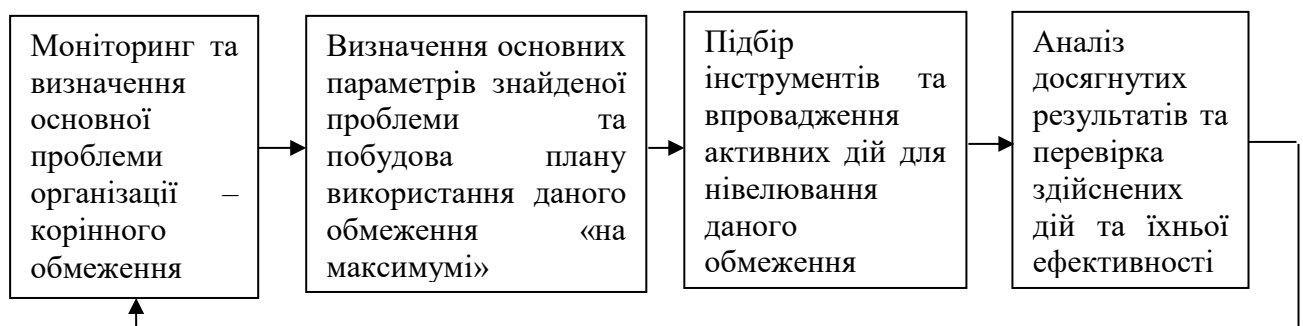 Моніторинг та
визначення
основної
проблеми
організації –
корінного
обмеження
Визначення основних
параметрів знайденої
проблеми та
побудова плану
використання даного
обмеження «на
максимумі»
Підбір
інструментів та
впровадження
активних дій для
нівелювання
даного
обмеження
Аналіз
досягнутих
результатів та
перевірка
здійснених
дій та їхньої
ефективності